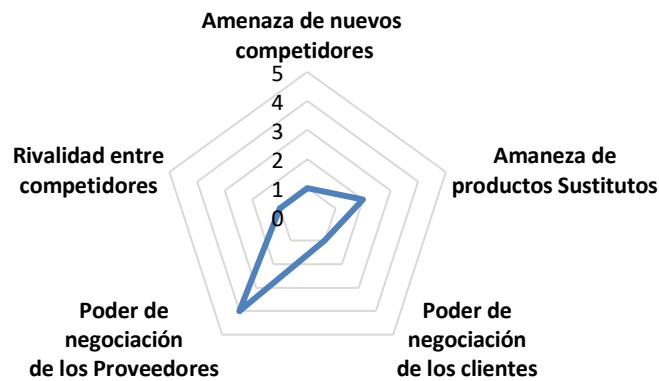 Amenaza de nuevos
competidores
5
4
3
2
1
0
Rivalidad entre
competidores
Amaneza de
productos Sustitutos
Poder de
negociación
de los Proveedores
Poder de
negociación
de los clientes